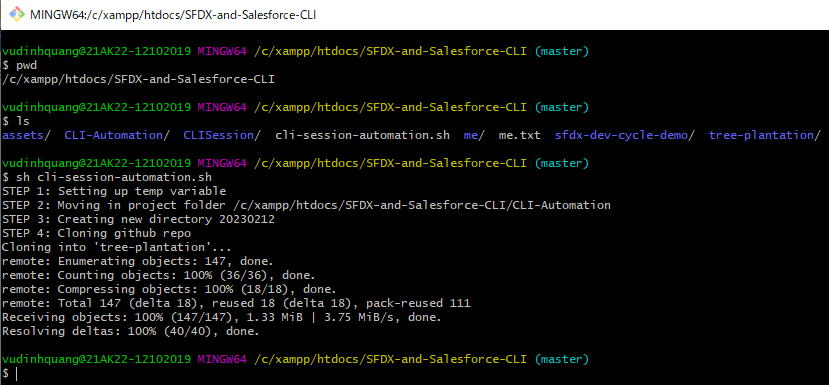 MINGW64:/c/xampp/htdocs/SFDX-and-Salesforce-CLI
vudinhquang@21AK22-12102019 MINGW64 /c/xampp/htdocs/SFDX-and-Salesforce-CLI (master)
$ pwd
/c/xampp/htdocs/SFDX-and-Salesforce-CLI
vudinhquang@21AK22-12102019 MINGW64 /c/xampp/htdocs/SFDX-and-Salesforce-CLI (master)
$ ls
assets/ CLI-Automation/ CLISession/ cli-session-automation.sh me/ me.txt sfdx-dev-cycle-demo/ tree-plantation/
vudinhquang@21AK22-12102019 MINGW64 /c/xampp/htdocs/SFDX-and-Salesforce-CLI (master)
$ sh cli-session-automation.sh
STEP 1: Setting up temp variable
STEP 2: Moving in project folder /c/xampp/htdocs/SFDX-and-Salesforce-CLI/CLI-Automation
STEP 3: Creating new directory 20230212
STEP 4: Cloning github repo
Cloning into 'tree-plantation'...
remote: Enumerating objects: 147, done.
remote: Counting objects: 100% (36/36), done.
remote: Compressing objects: 100% (18/18), done.
remote: Total 147 (delta 18), reused 18 (delta 18), pack-reused 111
Receiving objects: 100% (147/147), 1.33 MiB | 3.75 MiB/s, done.
Resolving deltas: 100% (40/40), done.
vudinhquang@21AK22-12102019 MINGW64 /c/xampp/htdocs/SFDX-and-Salesforce-CLI (master)
$